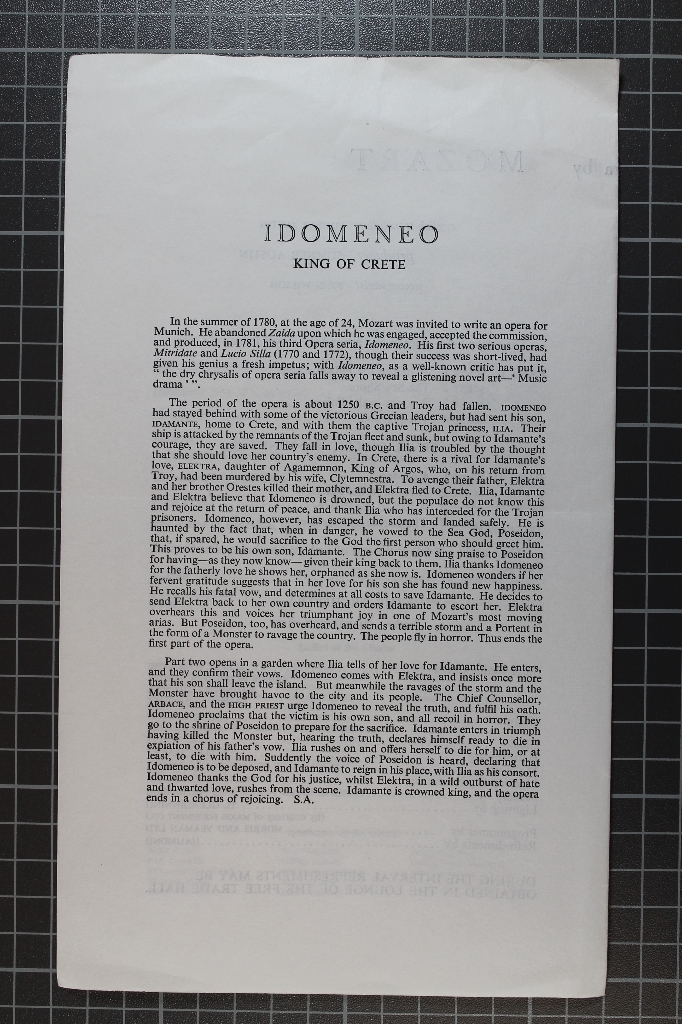 IDOMENEO
KING OF CRETE
In the summer of 1780, at the age of 24, Mozart was invited to write an opera for
Munich. He abandoned Zaida upon which he was engaged, accepted the commission,
and produced, in 1781, his third Opera seria, Idomeneo. His first two serious operas,
Mitridate and Lucio Silla (1770 and 1772), though their success was short-lived, had
given his genius a fresh impetus; with Idomeneo, as a well-known critic has put it,
" the dry chrysalis of opera seria falls away to reveal a glistening novel art—' Music
drama ' ".
The period of the opera is about 1250 B.C. and Troy had fallen. IDOMENEO
had stayed behind with some of the victorious Grecian leaders, but had sent his son,
IDAMANTE, home to Crete, and with them the captive Trojan princess, ILIA. Their
ship is attacked by the remnants of the Trojan fleet and sunk, but owing to Idamante's
courage, they are saved. They fall in love, though Ilia is troubled by the thought
that she should love her country's enemy. In Crete, there is a rival for Idamante's
love, ELEKTRA, daughter of Agamemnon, King of Argos, who, on his return from
Troy, had been murdered by his wife, Clytemnestra. To avenge their father, Elektra
and her brother Orestes killed their mother, and Elektra fled to Crete. Ilia, Idamante
and Elektra believe that Idomeneo is drowned, but the populace do not know this
and rejoice at the return of peace, and thank Ilia who has interceded for the Trojan
prisoners. Idomeneo, however, has escaped the storm and landed safely. He is
haunted by the fact that, when in danger, he vowed to the Sea God, Poseidon,
that, if spared, he would sacrifice to the God the first person who should greet him.
This proves to be his own son, Idamante. The Chorus now sing praise to Poseidon
for having—as they now know—given their king back to them. Ilia thanks Idomeneo
for the fatherly love he shows her, orphaned as she now is. Idomeneo wonders if her
fervent gratitude suggests that in her love for his son she has found new happiness.
He recalls his fatal vow, and determines at all costs to save Idamante. He decides to
send Elektra back to her own country and orders Idamante to escort her. Elektra
overhears this and voices her triumphant joy in one of Mozart's most moving
arias. But Poseidon, too, has overheard, and sends a terrible storm and a Portent in
the form of a Monster to ravage the country. The people fly in horror. Thus ends the
first part of the opera.
Part two opens in a garden where Ilia tells of her love for Idamante. He enters,
and they confirm their vows. Idomeneo comes with Elektra, and insists once more
that his son shall leave the island. But meanwhile the ravages of the storm and the
Monster have brought havoc to the city and its people. The Chief Counsellor,
ARBACE, and the HIGH PRIEST urge Idomeneo to reveal the truth, and fulfil his oath.
Idomeneo proclaims that the victim is his own son, and all recoil in horror. They
go to the shrine of Poseidon to prepare for the sacrifice. Idamante enters in triumph
having killed the Monster but, hearing the truth, declares himself ready to die in
expiation of his father's vow. Ilia rushes on and offers herself to die for him, or at
least, to die with him. Suddenly the voice of Poseidon is heard, declaring that
Idomeneo is to be deposed, and Idamante to reign in his place, with Ilia as his consort.
Idomeneo thanks the God for his justice, whilst Elektra, in a wild outburst of hate
and thwarted love, rushes from the scene. Idamante is crowned king, and the opera
ends in a chorus of rejoicing. S.A.